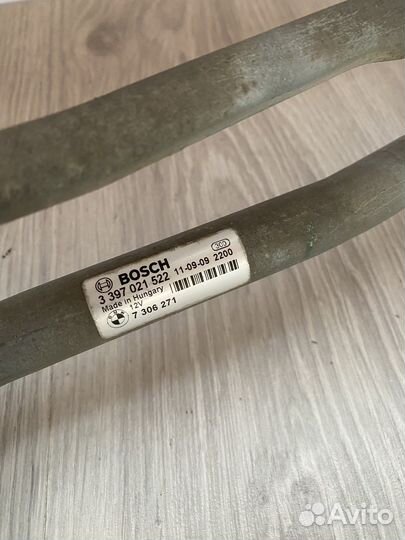 BOSCH
3 397 021 522 11-09-09 2200
Made in Hungary
12V
7 306 271
Avito